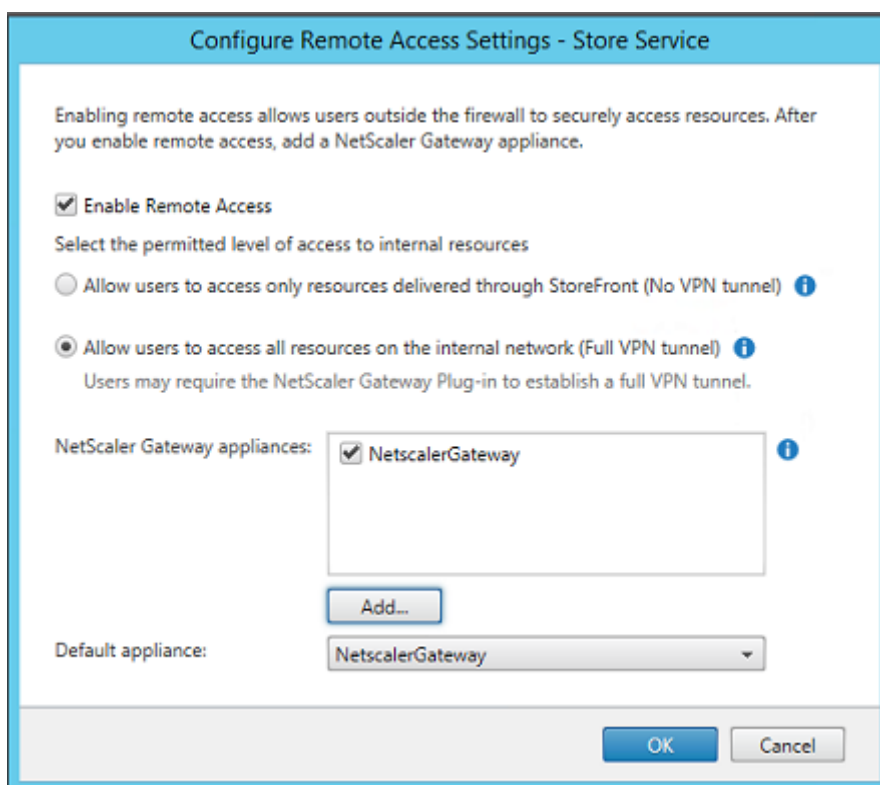 Configure Remote Access Settings - Store Service
Enabling remote access allows users outside the firewall to securely access resources. After
you enable remote access, add a NetScaler Gateway appliance.
Enable Remote Access
Select the permitted level of access to internal resources
Allow users to access only resources delivered through StoreFront (No VPN tunnel)
Allow users to access all resources on the internal network (Full VPN tunnel)
Users may require the NetScaler Gateway Plug-in to establish a full VPN tunnel.
NetScaler Gateway appliances:
NetscalerGateway
Add...
Default appliance:
NetscalerGateway
OK
Cancel